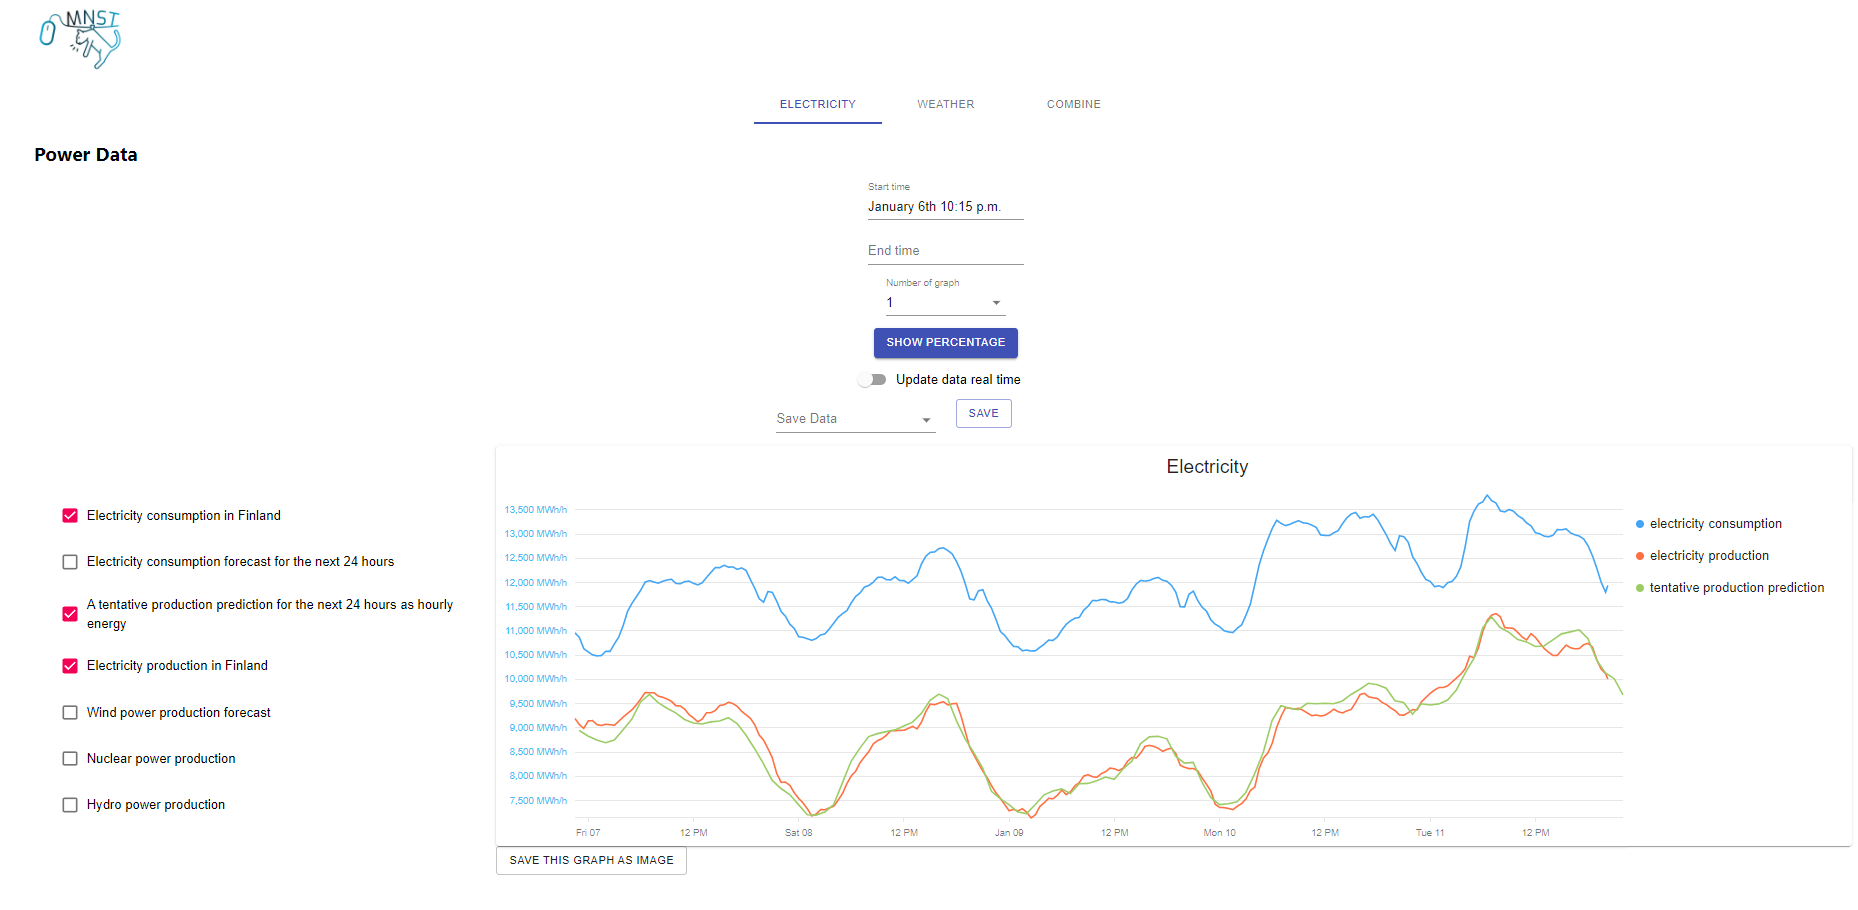 MNST
ELECTRICITY
WEATHER
COMBINE
Power Data
Start time
January 6th 10:15 p.m.
End time
Number of graph
1
SHOW PERCENTAGE
Update data real time
Save Data
SAVE
Electricity consumption in Finland
Electricity consumption forecast for the next 24 hours
A tentative production prediction for the next 24 hours as hourly
energy
Electricity production in Finland
Wind power production forecast
Nuclear power production
Hydro power production
Electricity
13,500 MWh/h
13,000 MWh/h
12,500 MWh/h
12,000 MWh/h
11,500 MWh/h
11,000 MWh/h
10,500 MWh/h
10,000 MWh/h
9,500 MWh/h
9,000 MWh/h
8,500 MWh/h
8,000 MWh/h
7,500 MWh/h
Fri 07
12 PM
Sat 08
12 PM
Jan 09
12 PM
Mon 10
12 PM
Tue 11
12 PM
electricity consumption
electricity production
tentative production prediction
SAVE THIS GRAPH AS IMAGE